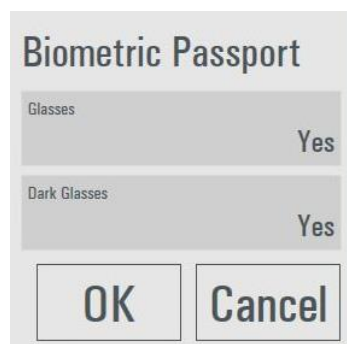 Biometric Passport
Glasses
Yes
Dark Glasses
Yes
OK
Cancel